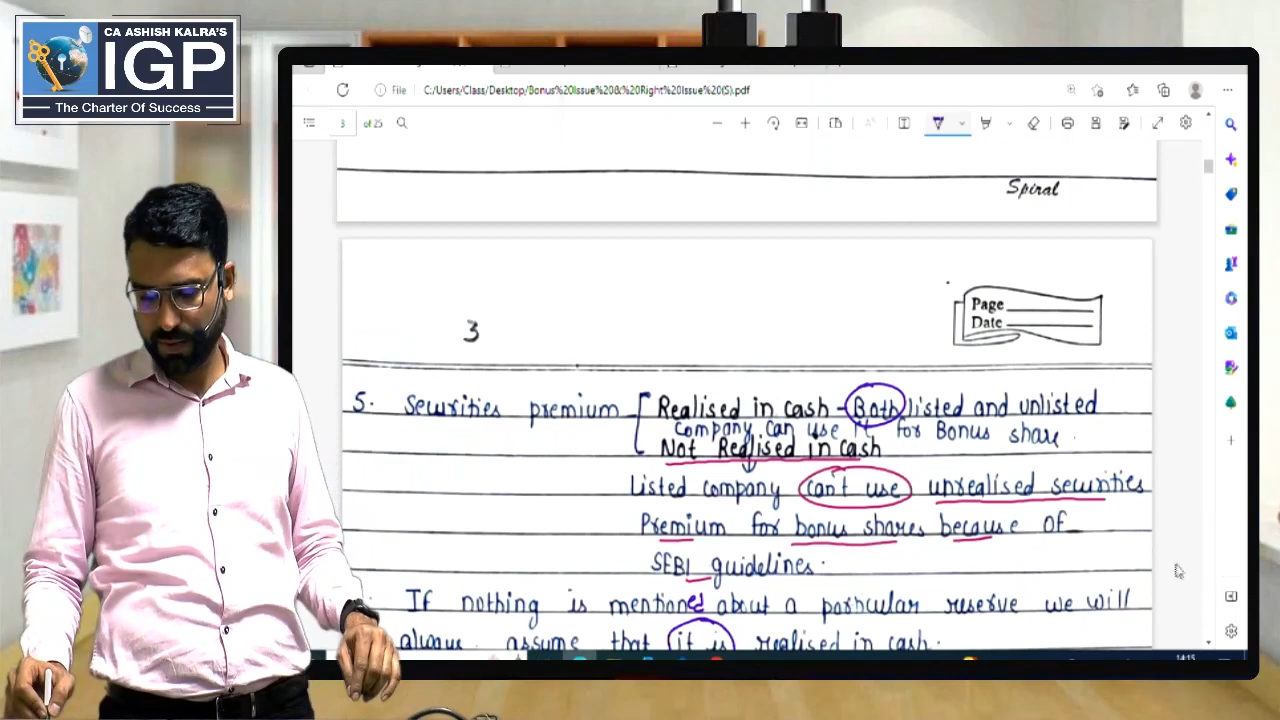 CA ASHISH KALRA'S
IGP
The Charter Of Success
File
C:/Users/Class/Desktop/Bonus%20Issue%20&%20Right%20Issue%20(S).pdf
3 of 25
Spiral
Page
Date
3
5. Securities premium Realised in cash - Both listed and unlisted
company can use it for Bonus share.
Not Realised in cash
Listed company can't use unrealised securities
Premium for bonus shares because of
SEBI guidelines.
If nothing is mentioned about a particular reserve we will
always assume that it is realised in cash.
14:15